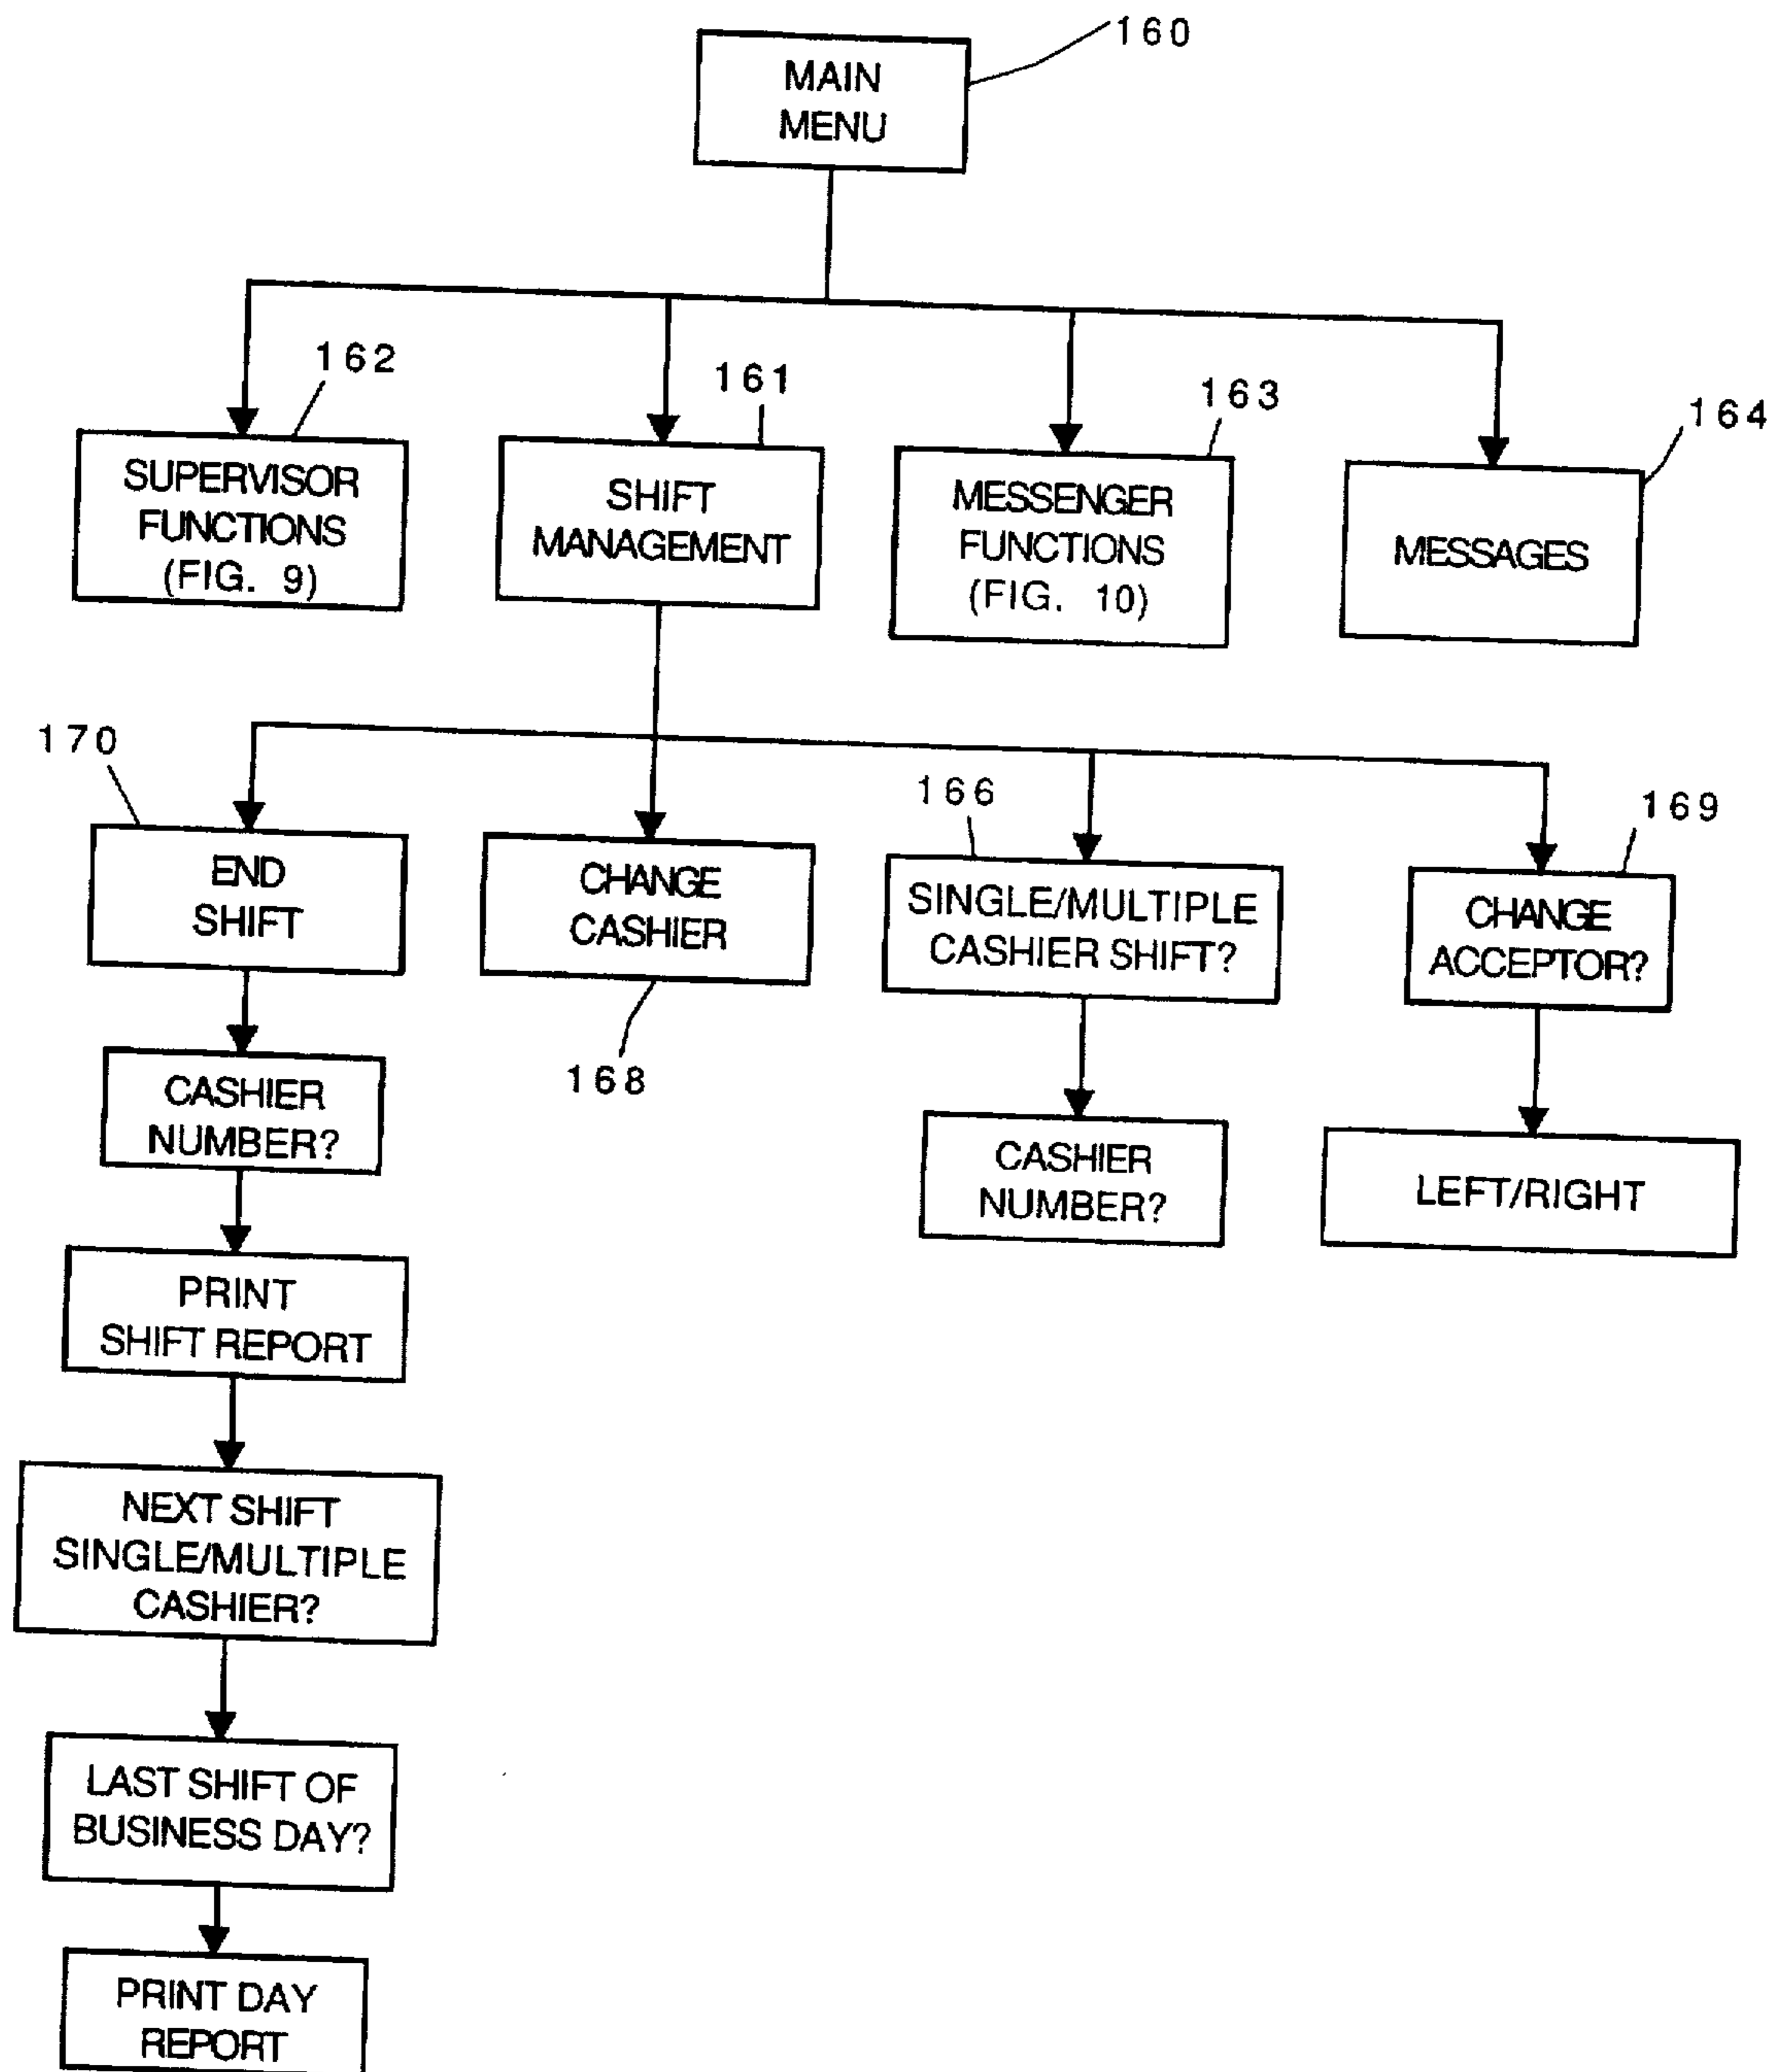 160
MAIN
MENU
162
161
163
164
SUPERVISOR
FUNCTIONS
(FIG. 9)
SHIFT
MANAGEMENT
MESSENGER
FUNCTIONS
(FIG. 10)
MESSAGES
170
166
169
END
SHIFT
CHANGE
CASHIER
SINGLE/MULTIPLE
CASHIER SHIFT?
CHANGE
ACCEPTOR?
168
CASHIER
NUMBER?
CASHIER
NUMBER?
LEFT/RIGHT
PRINT
SHIFT REPORT
NEXT SHIFT
SINGLE/MULTIPLE
CASHIER?
LAST SHIFT OF
BUSINESS DAY?
PRINT DAY
REPORT